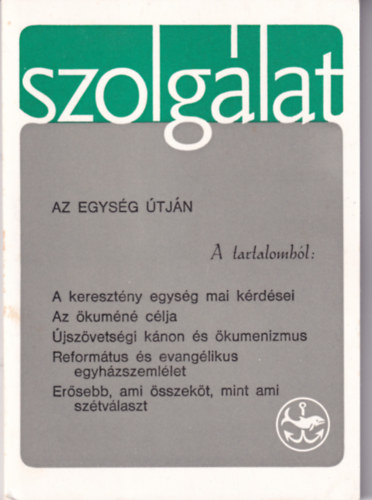 szolgálat
AZ EGYSÉG ÚTJÁN
A tartalomból:
A keresztény egység mai kérdései
Az ökuméné célja
Újszövetségi kánon és ökumenizmus
Református és evangélikus
egyházszemlélet
Erősebb, ami összeköt, mint ami
szétválaszt